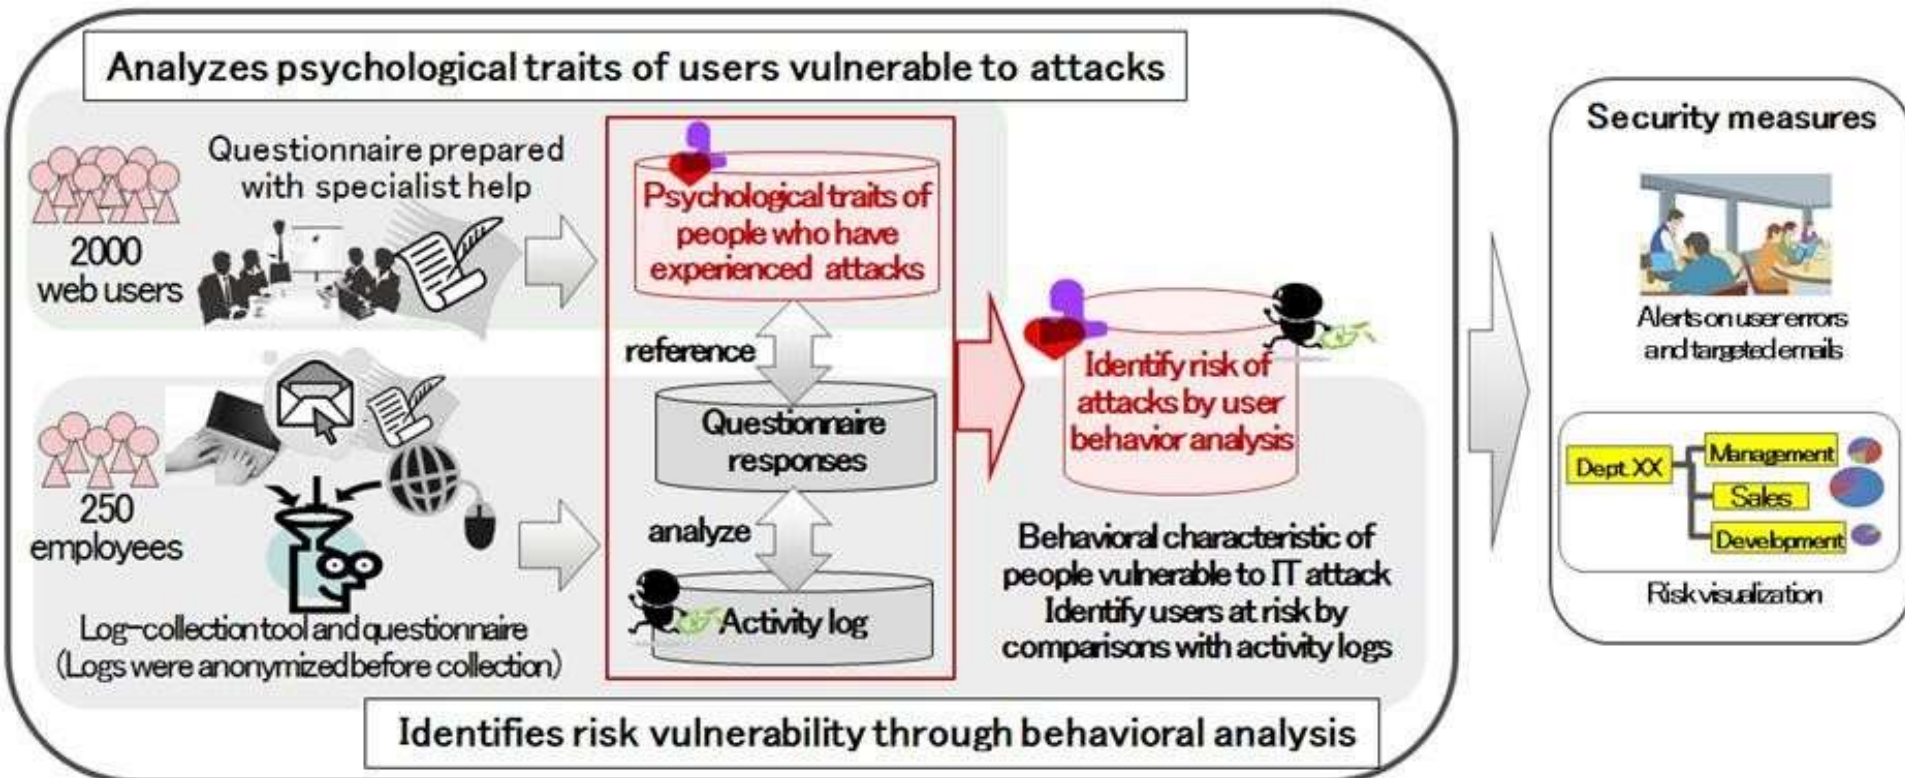 Analyzes psychological traits of users vulnerable to attacks
Questionnaire prepared
with specialist help
2000
web users
Psychological traits of
people who have
experienced attacks
reference
Questionnaire
responses
analyze
Activity log
250
employees
Log-collection tool and questionnaire
(Logs were anonymized before collection)
Identify risk of
attacks by user
behavior analysis
Behavioral characteristic of
people vulnerable to IT attack
Identify users at risk by
comparisons with activity logs
Identifies risk vulnerability through behavioral analysis
Security measures
Alerts on user errors
and targeted emails
Dept. XX
Management
Sales
Development
Risk visualization